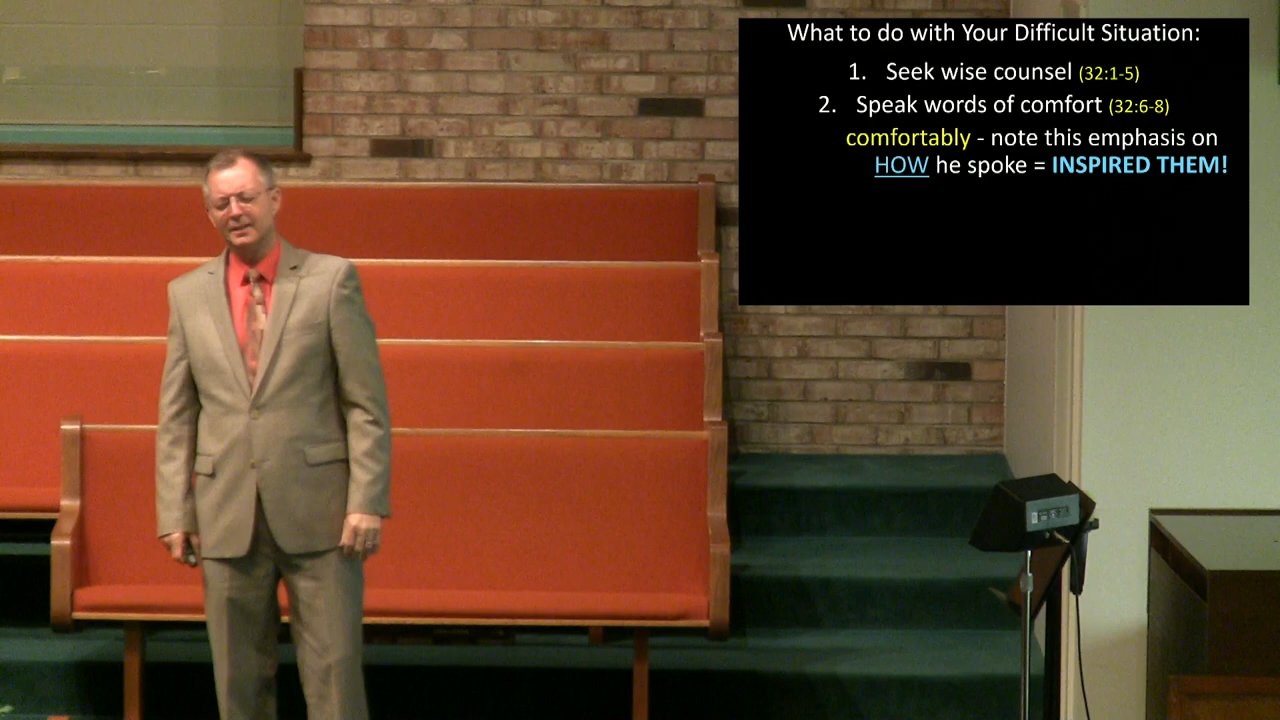 What to do with Your Difficult Situation:
1. Seek wise counsel (32:1-5)
2. Speak words of comfort (32:6-8)
comfortably - note this emphasis on
HOW he spoke = INSPIRED THEM!